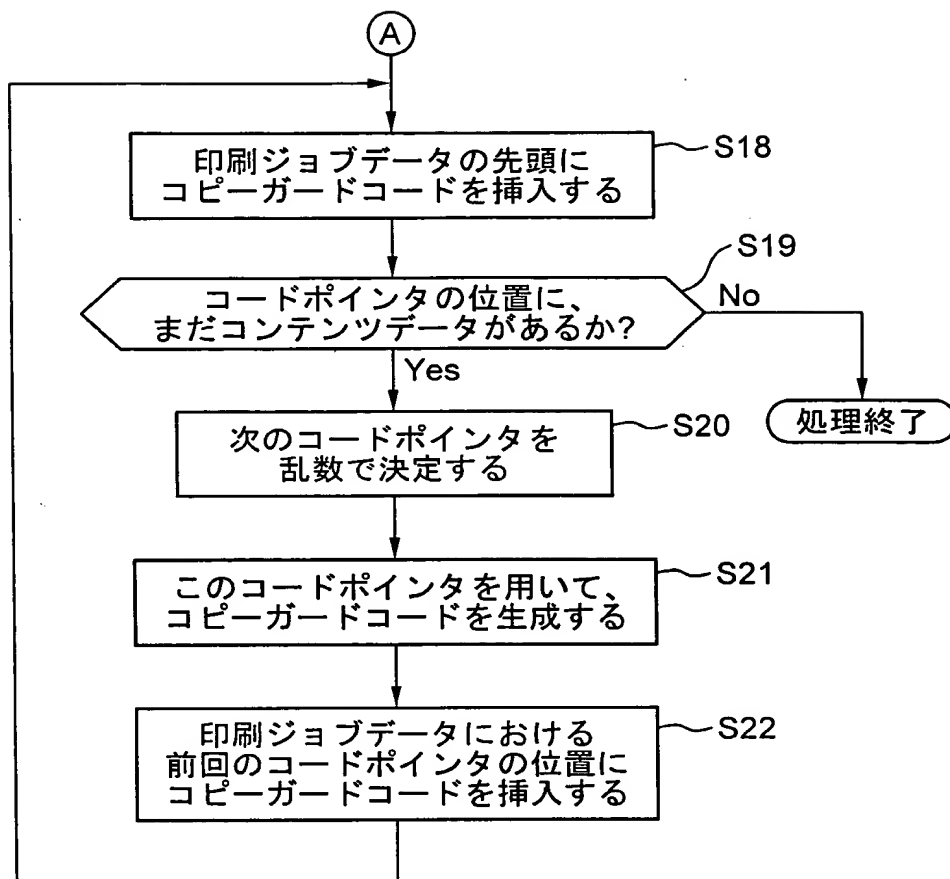 A
印刷ジョブデータの先頭に
コピーガードコードを挿入する
S18
コードポインタの位置に、
まだコンテンツデータがあるか?
S19
No
Yes
処理終了
次のコードポインタを
乱数で決定する
S20
このコードポインタを用いて、
コピーガードコードを生成する
S21
印刷ジョブデータにおける
前回のコードポインタの位置に
コピーガードコードを挿入する
S22